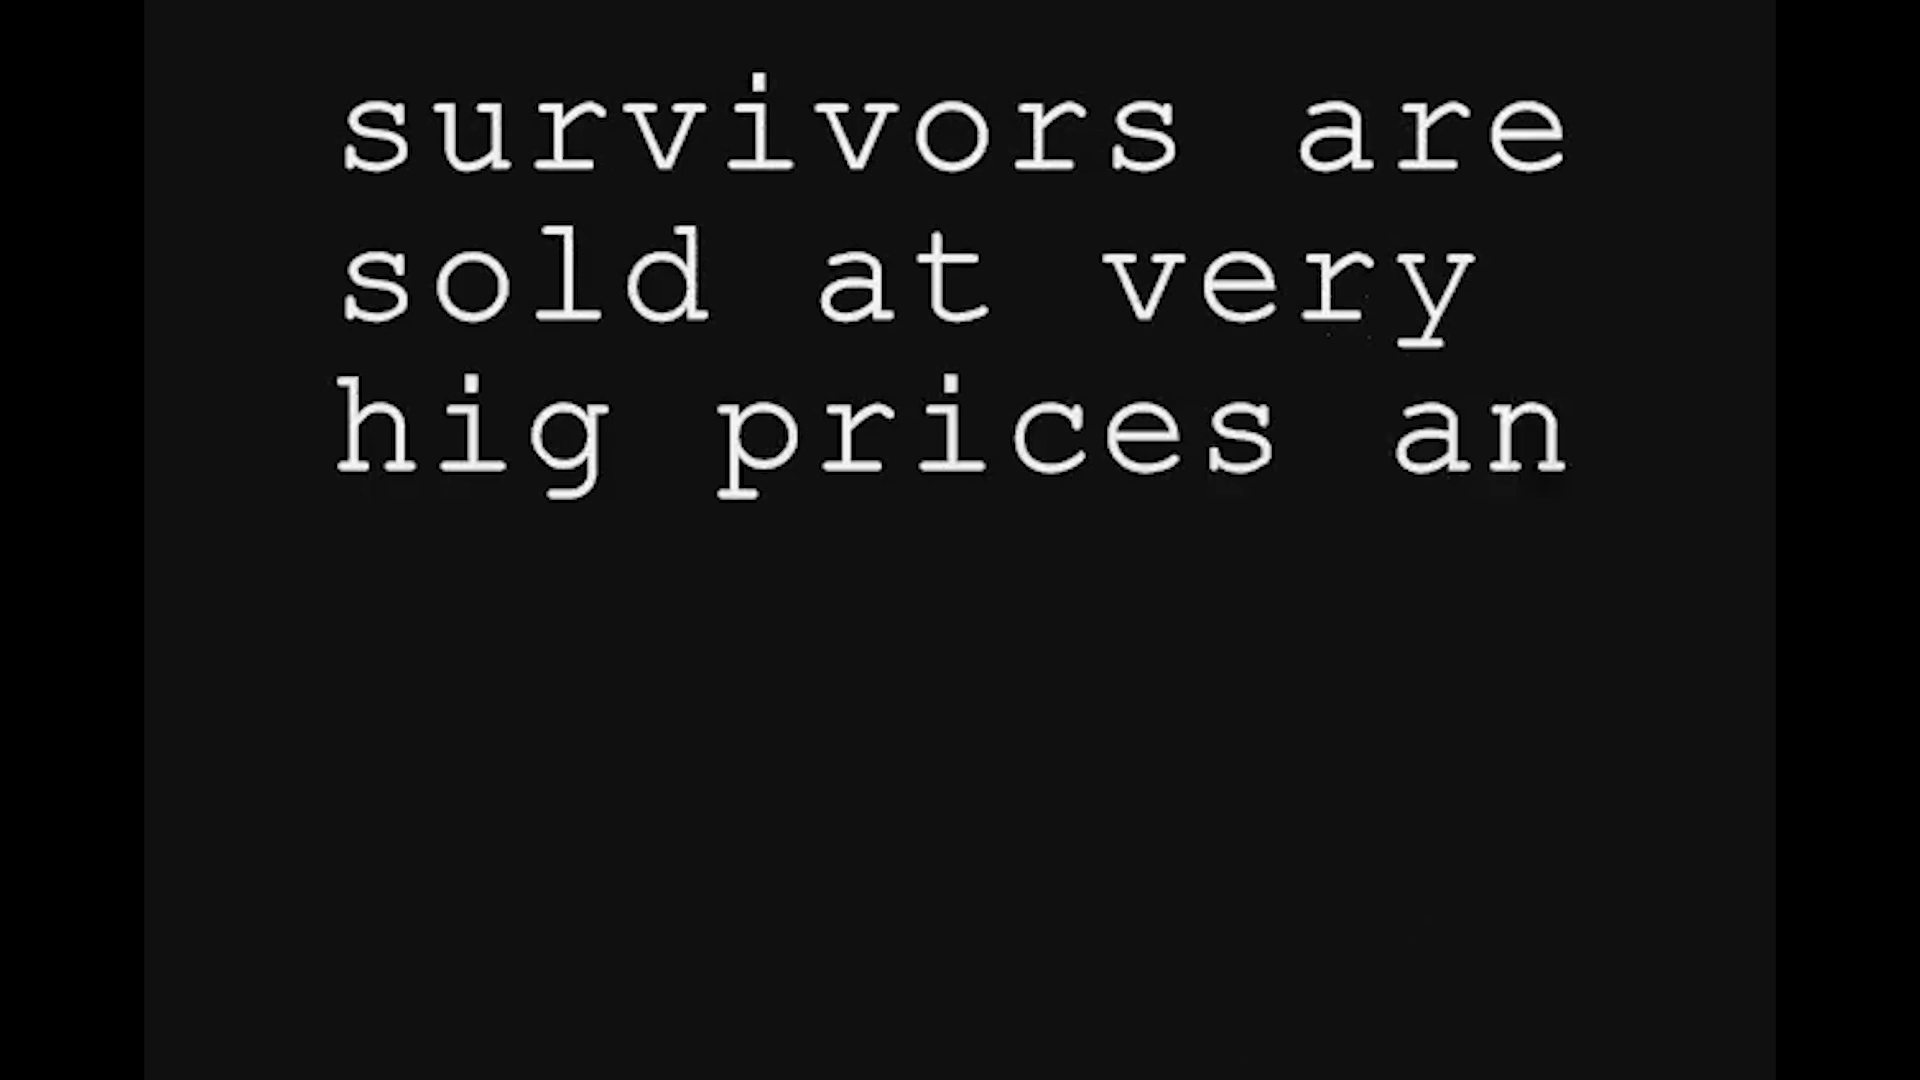 survivors are
sold at very
hig prices an